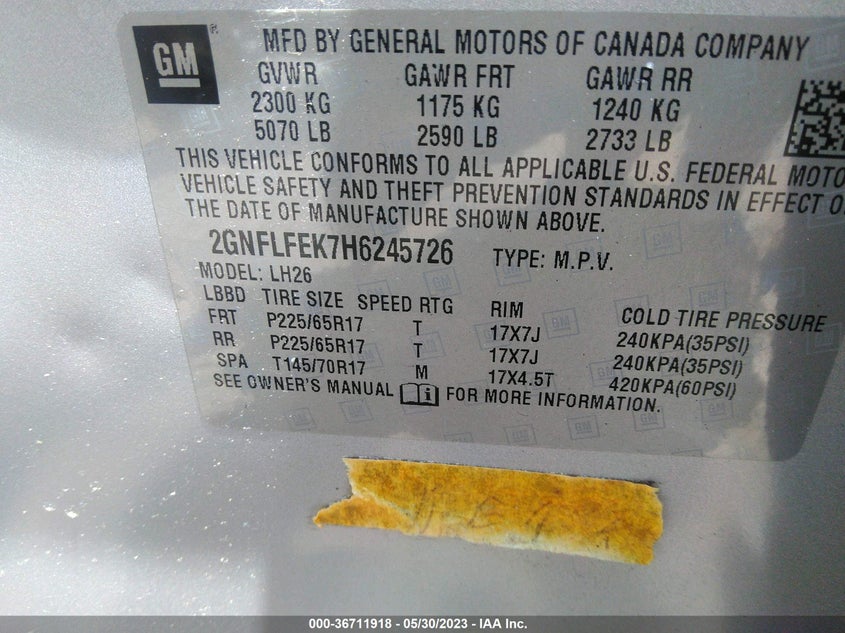 GM ®
MFD BY GENERAL MOTORS OF CANADA COMPANY
GVWR GAWR FRT GAWR RR
2300 KG 1175 KG 1240 KG
5070 LB 2590 LB 2733 LB
THIS VEHICLE CONFORMS TO ALL APPLICABLE U.S. FEDERAL MOTO
VEHICLE SAFETY AND THEFT PREVENTION STANDARDS IN EFFECT O
THE DATE OF MANUFACTURE SHOWN ABOVE.
2GNFLFEK7H6245726 TYPE: M.P.V.
MODEL: LH26
LBBD TIRE SIZE SPEED RTG RIM COLD TIRE PRESSURE
FRT P225/65R17 T 17X7J 240KPA(35PSI)
RR P225/65R17 T 17X7J 240KPA(35PSI)
SPA T145/70R17 M 17X4.5T 420KPA(60PSI)
SEE OWNER'S MANUAL FOR MORE INFORMATION.
000-36711918 - 05/30/2023 - IAA Inc.